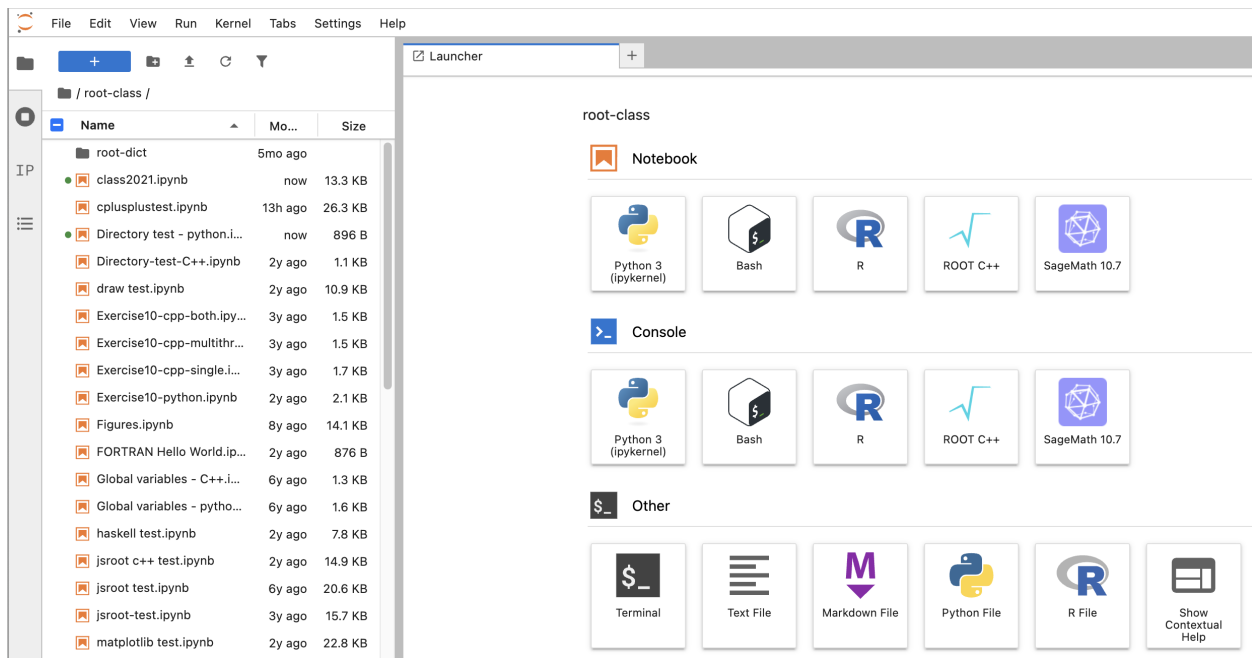 File Edit View Run Kernel Tabs Settings Help
+
/ root-class /
Name Mo... Size
root-dict 5mo ago
class2021.ipynb now 13.3 KB
cplusplustest.ipynb 13h ago 26.3 KB
Directory test - python.i... now 896 B
Directory-test-C++.ipynb 2y ago 1.1 KB
draw test.ipynb 2y ago 10.9 KB
Exercise10-cpp-both.ipy... 3y ago 1.5 KB
Exercise10-cpp-multithr... 3y ago 1.5 KB
Exercise10-cpp-single.i... 3y ago 1.7 KB
Exercise10-python.ipynb 2y ago 2.1 KB
Figures.ipynb 8y ago 14.1 KB
FORTRAN Hello World.ip... 2y ago 876 B
Global variables - C++.i... 6y ago 1.3 KB
Global variables - pytho... 6y ago 1.6 KB
haskell test.ipynb 2y ago 7.8 KB
jsroot c++ test.ipynb 2y ago 14.9 KB
jsroot test.ipynb 6y ago 20.6 KB
jsroot-test.ipynb 3y ago 15.7 KB
matplotlib test.ipynb 2y ago 22.8 KB
IP
Launcher +
root-class
Notebook
$_ R
Python 3 Bash R ROOT C++ SageMath 10.7
(ipykernel)
>_ Console
$_ R
Python 3 Bash R ROOT C++ SageMath 10.7
(ipykernel)
$_ Other
$_ M R
Terminal Text File Markdown File Python File R File Show
Contextual
Help